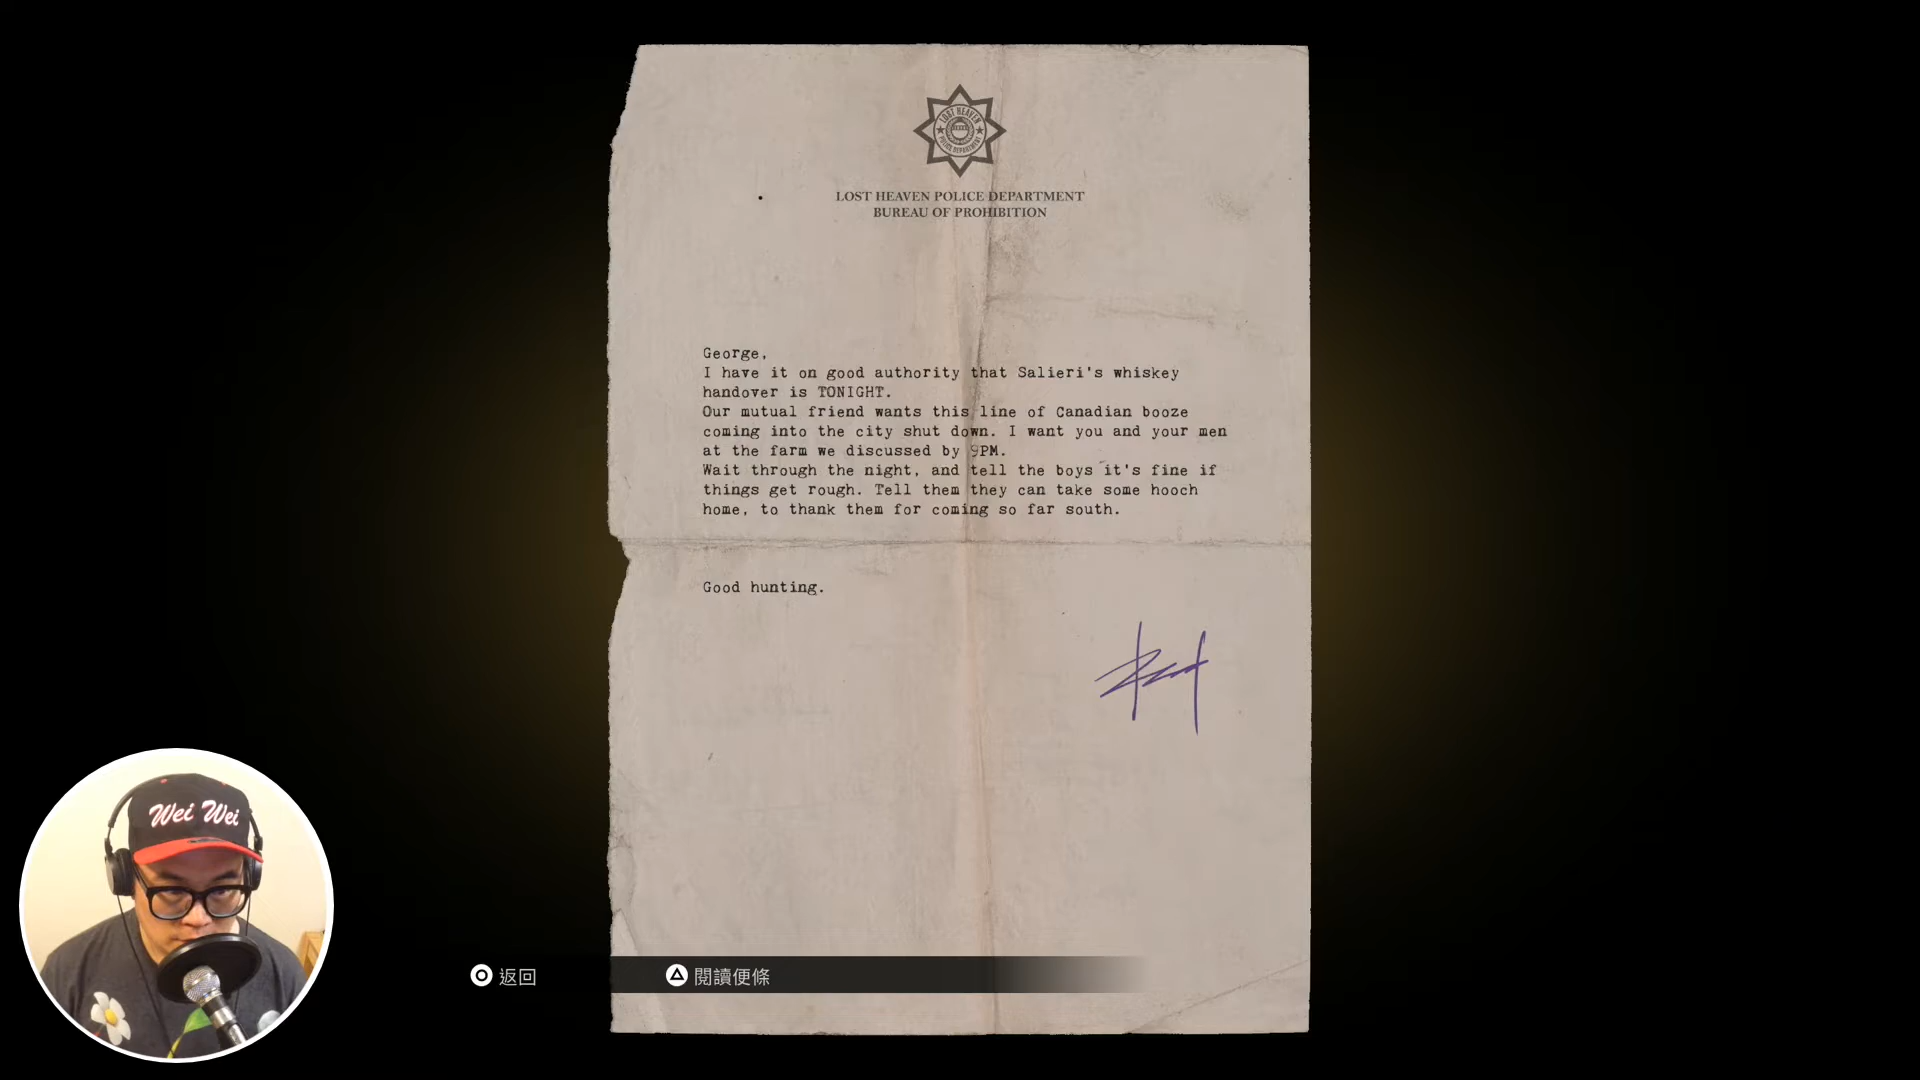 LOST HEAVEN
POLICE DEPARTMENT
LOST HEAVEN POLICE DEPARTMENT
BUREAU OF PROHIBITION
George,
I have it on good authority that Salieri's whiskey
handover is TONIGHT.
Our mutual friend wants this line of Canadian booze
coming into the city shut down. I want you and your men
at the farm we discussed by 9PM.
Wait through the night, and tell the boys it's fine if
things get rough. Tell them they can take some hooch
home, to thank them for coming so far south.
Good hunting.
Wei Wei
返回
閱讀便條